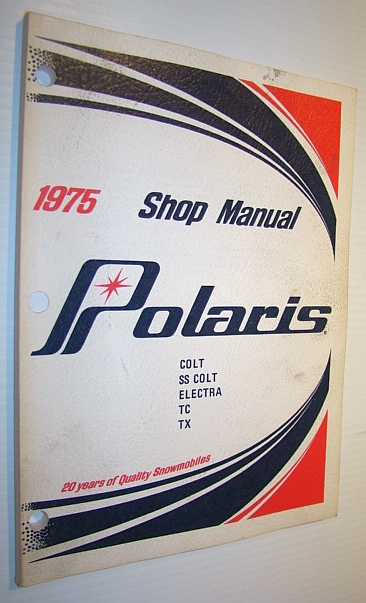 1975 Shop Manual
Polaris
COLT
SS COLT
ELECTRA
TC
TX
20 years of Quality Snowmobiles